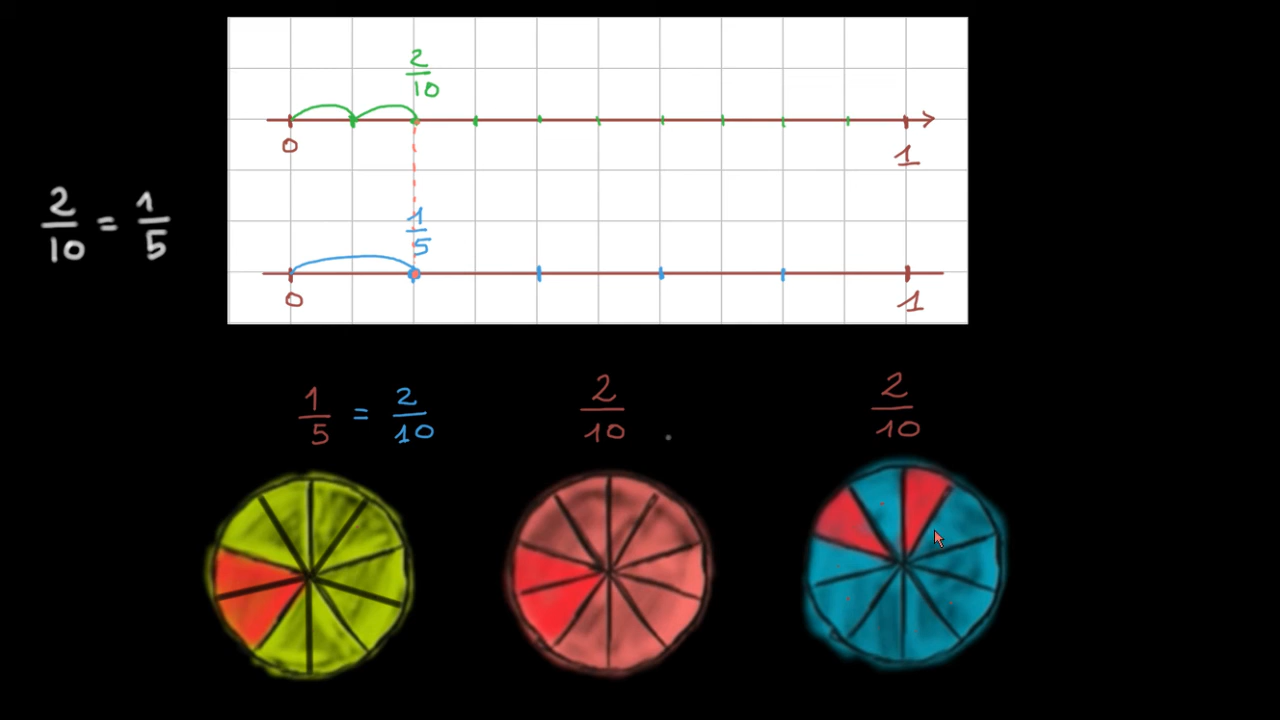 2/10
0 1
2/10 = 1/5
1/5
0 1
1/5 = 2/10 2/10 2/10